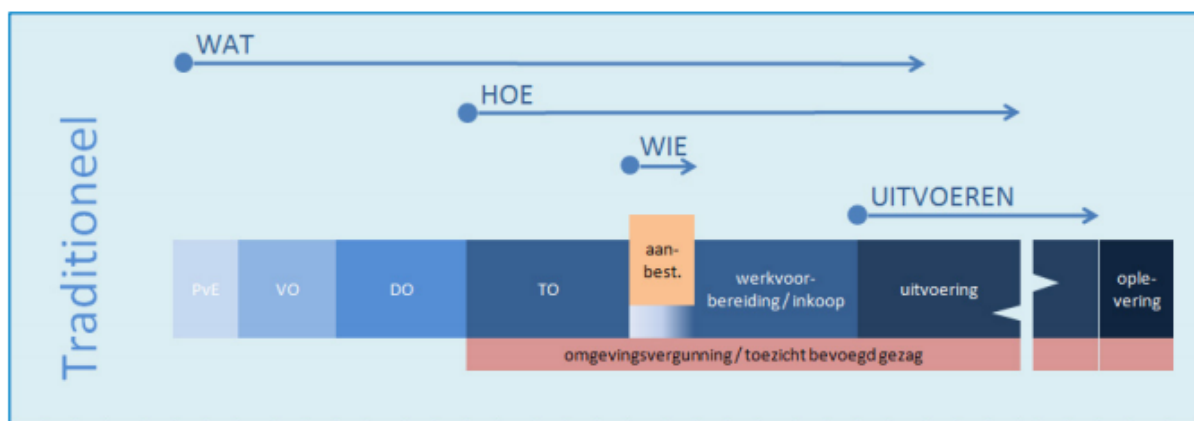 Traditioneel
WAT
HOE
WIE
UITVOEREN
PvE
VO
DO
TO
aan-
best.
werkvoor-
bereiding / inkoop
uitvoering
ople-
vering
omgevingsvergunning / toezicht bevoegd gezag